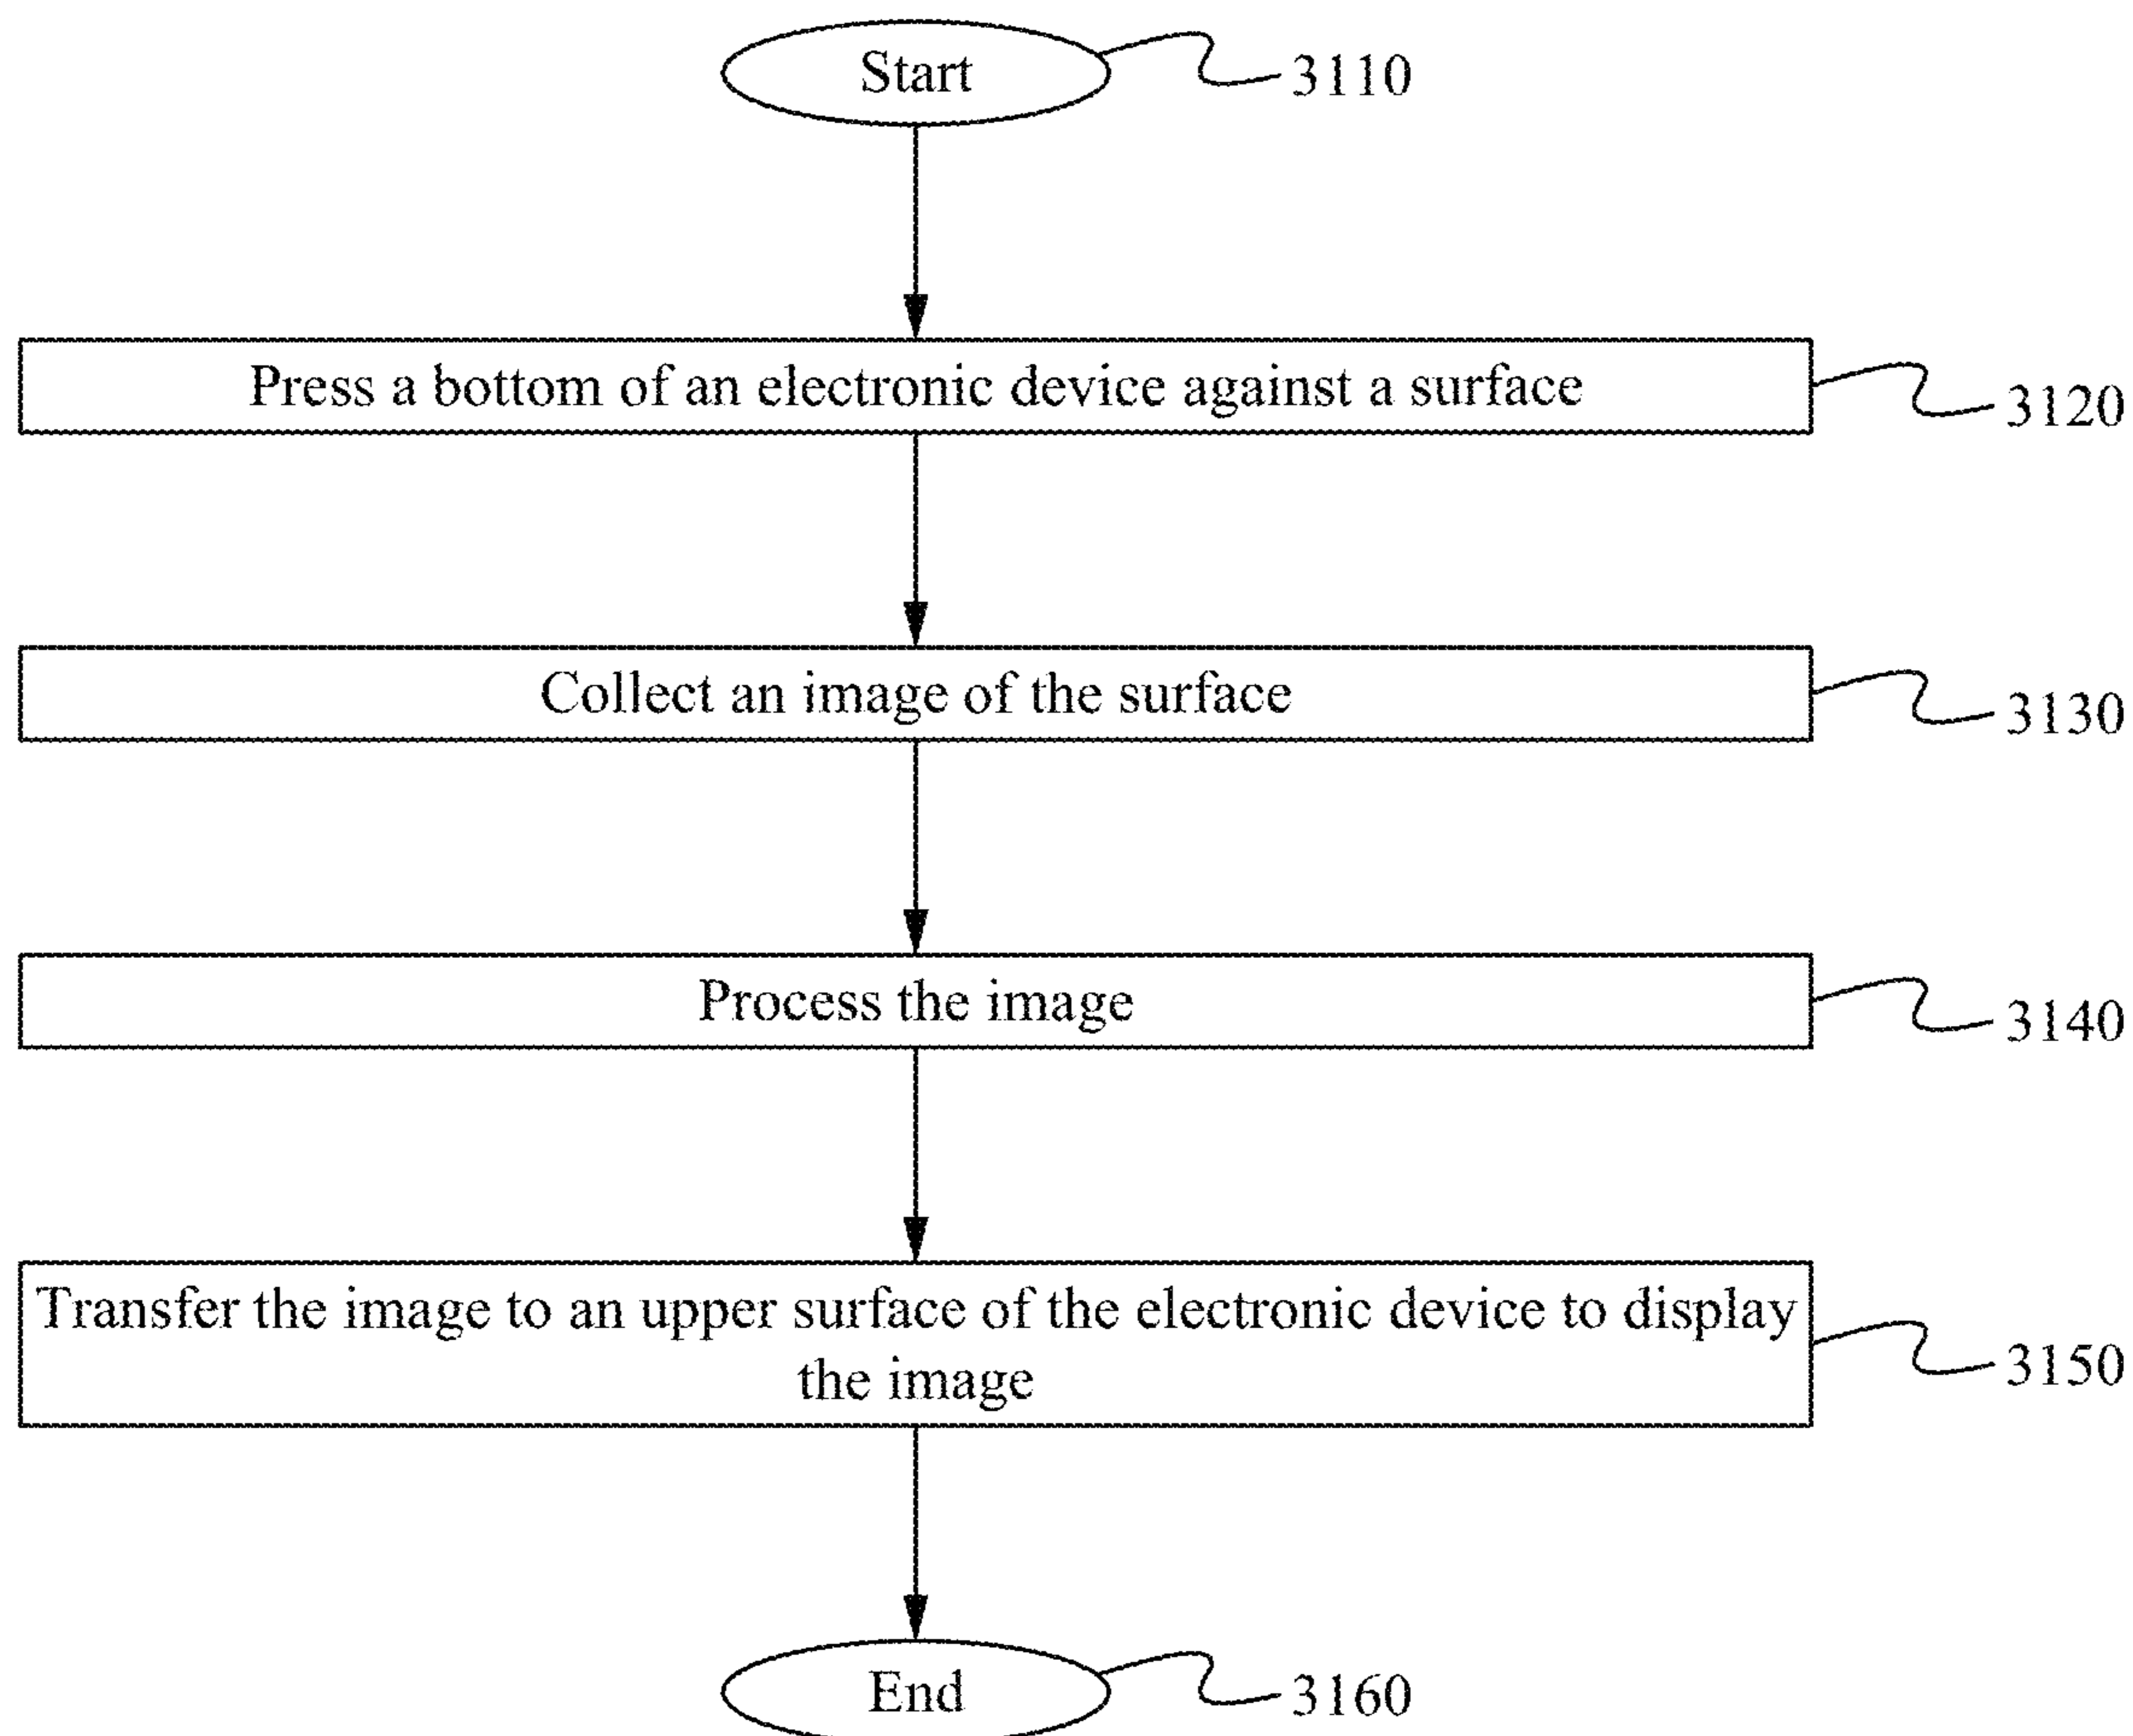 Start
3110
Press a bottom of an electronic device against a surface
3120
Collect an image of the surface
3130
Process the image
3140
Transfer the image to an upper surface of the electronic device to display
the image
3150
End
3160